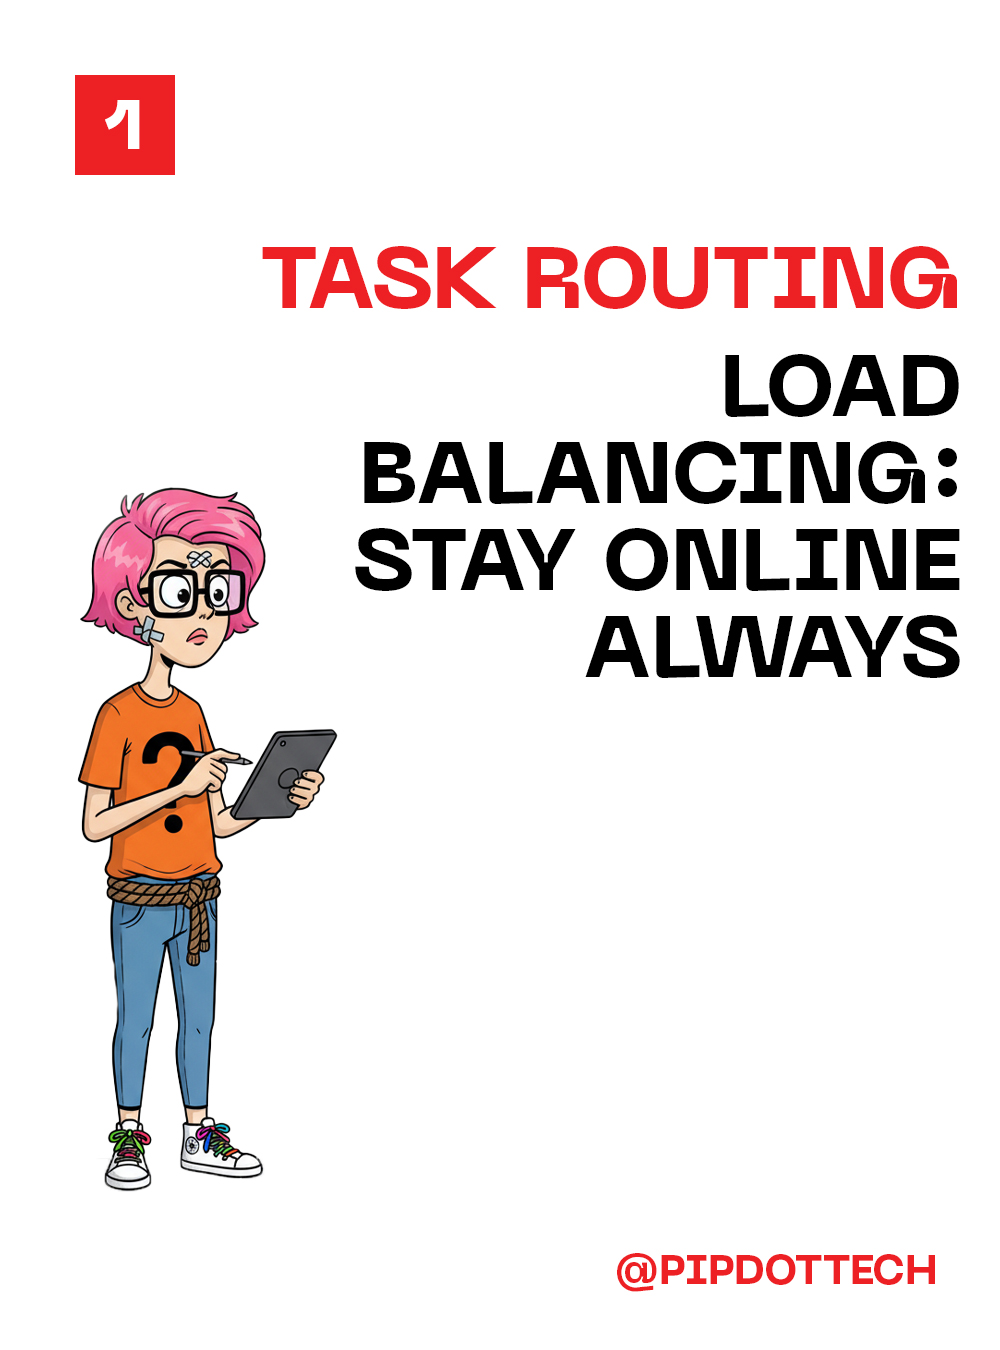 1
TASK ROUTING
LOAD
BALANCING:
STAY ONLINE
ALWAYS
?
@PIPDOTTECH